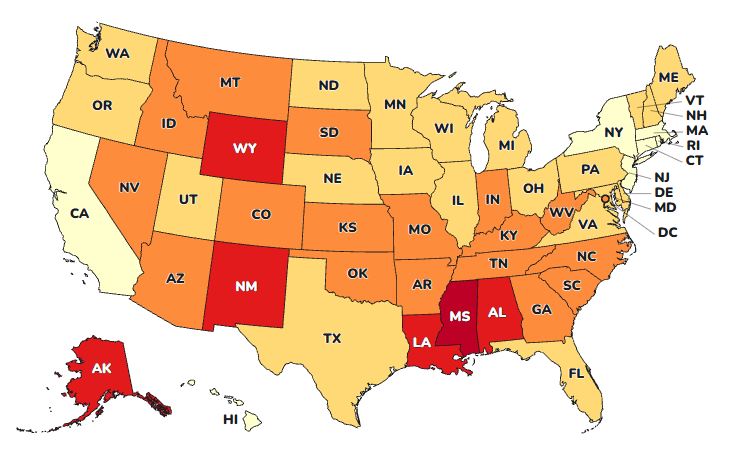 WA
MT
ND
MN
ME
VT
NH
MA
RI
CT
OR
ID
SD
WI
MI
NY
WY
IA
PA
NJ
DE
MD
DC
NV
UT
NE
IL
IN
OH
WV
VA
CA
CO
KS
MO
KY
AZ
NM
OK
AR
TN
NC
SC
TX
LA
MS
AL
GA
FL
AK
HI